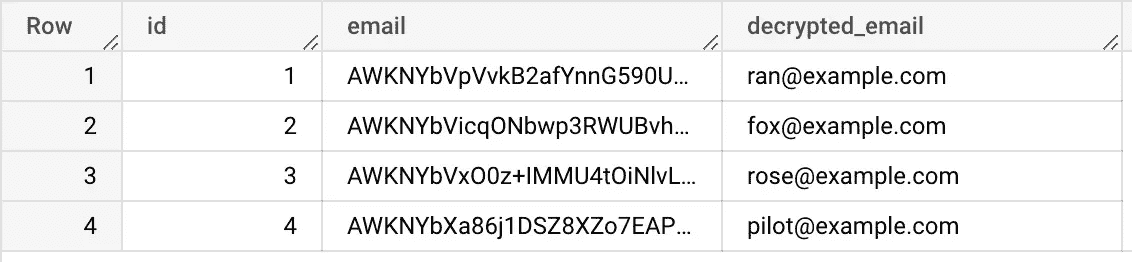 Row id email decrypted_email
1 1 AWKNYbVpVvkB2afYnnG590U... ran@example.com
2 2 AWKNYbVicqONbwp3RWUBvh... fox@example.com
3 3 AWKNYbVxO0z+IMMU4tOiNlvL... rose@example.com
4 4 AWKNYbXa86j1DSZ8XZo7EAP... pilot@example.com